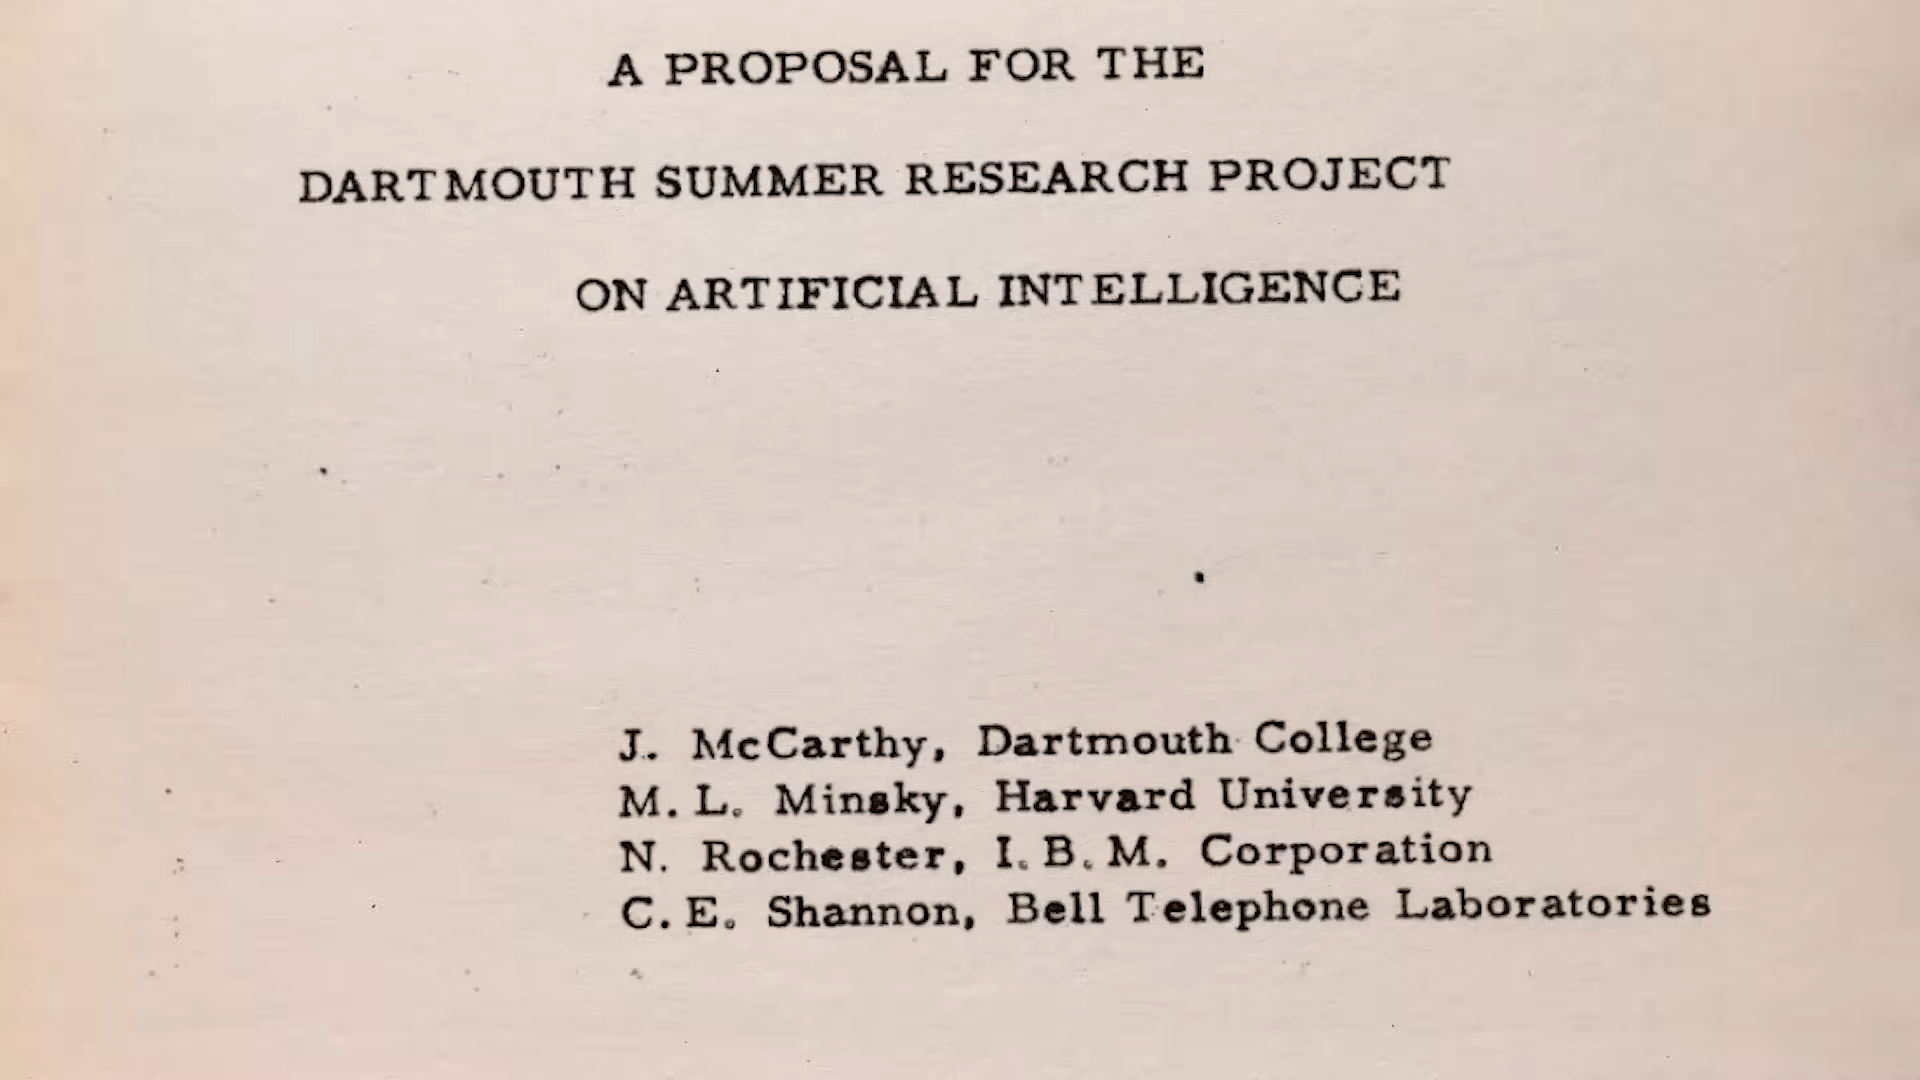 A PROPOSAL FOR THE
DARTMOUTH SUMMER RESEARCH PROJECT
ON ARTIFICIAL INTELLIGENCE
J. McCarthy, Dartmouth College
M. L. Minsky, Harvard University
N. Rochester, I. B. M. Corporation
C. E. Shannon, Bell Telephone Laboratories